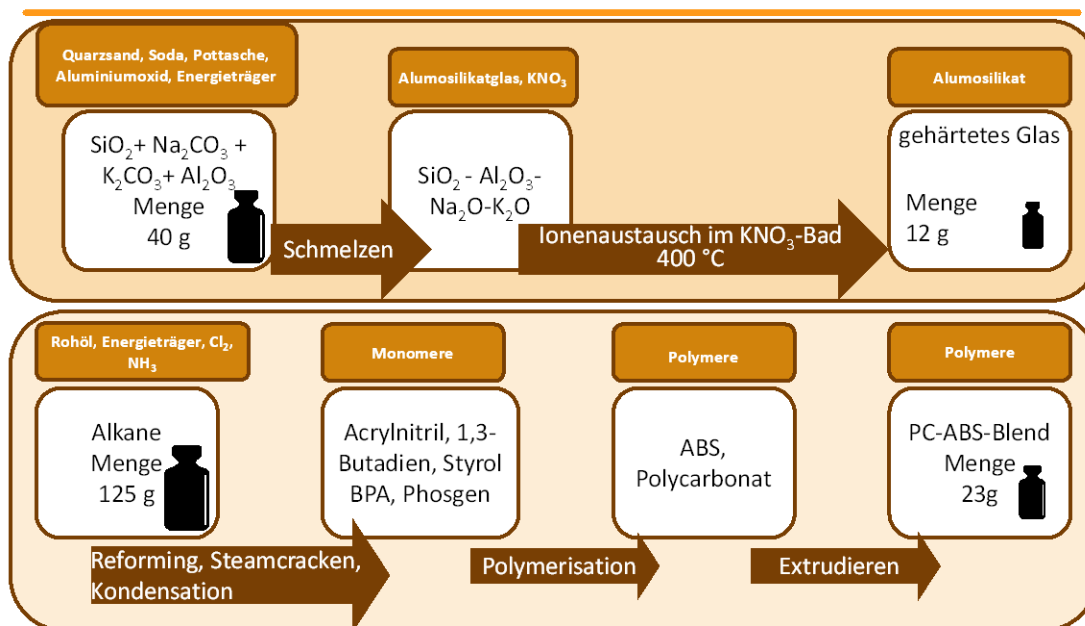 Quarzsand, Soda, Pottasche,
Aluminiumoxid, Energieträger
SiO₂+ Na₂CO₃ +
K₂CO₃+ Al₂O₃
Menge
40 g
Schmelzen
Alumosilikatglas, KNO₃
SiO₂ - Al₂O₃-
Na₂O-K₂O
Ionenaustausch im KNO₃-Bad
400 °C
Alumosilikat
gehärtetes Glas
Menge
12 g
Rohöl, Energieträger, Cl₂,
NH₃
Alkane
Menge
125 g
Reforming, Steamcracken,
Kondensation
Monomere
Acrylnitril, 1,3-
Butadien, Styrol
BPA, Phosgen
Polymerisation
Polymere
ABS,
Polycarbonat
Extrudieren
Polymere
PC-ABS-Blend
Menge
23g